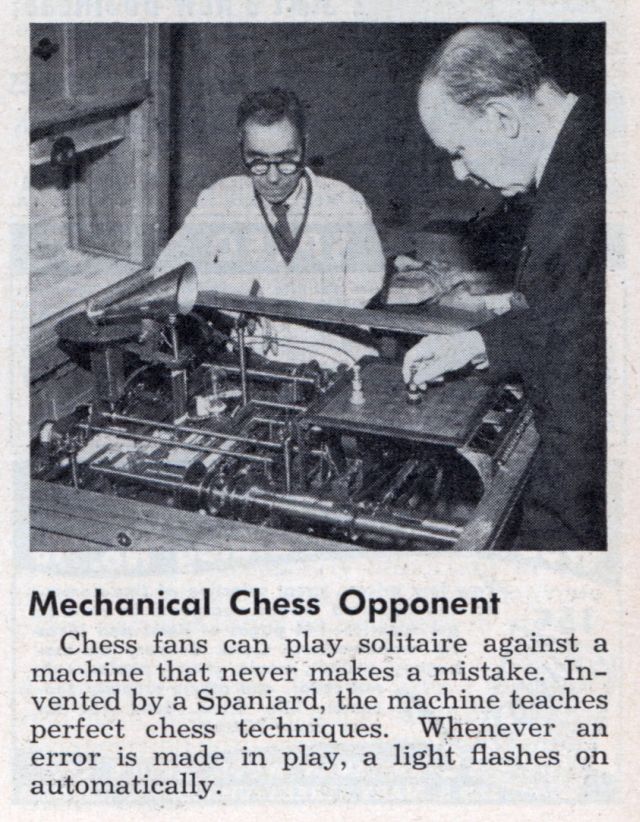 Mechanical Chess Opponent
Chess fans can play solitaire against a
machine that never makes a mistake. In-
vented by a Spaniard, the machine teaches
perfect chess techniques. Whenever an
error is made in play, a light flashes on
automatically.